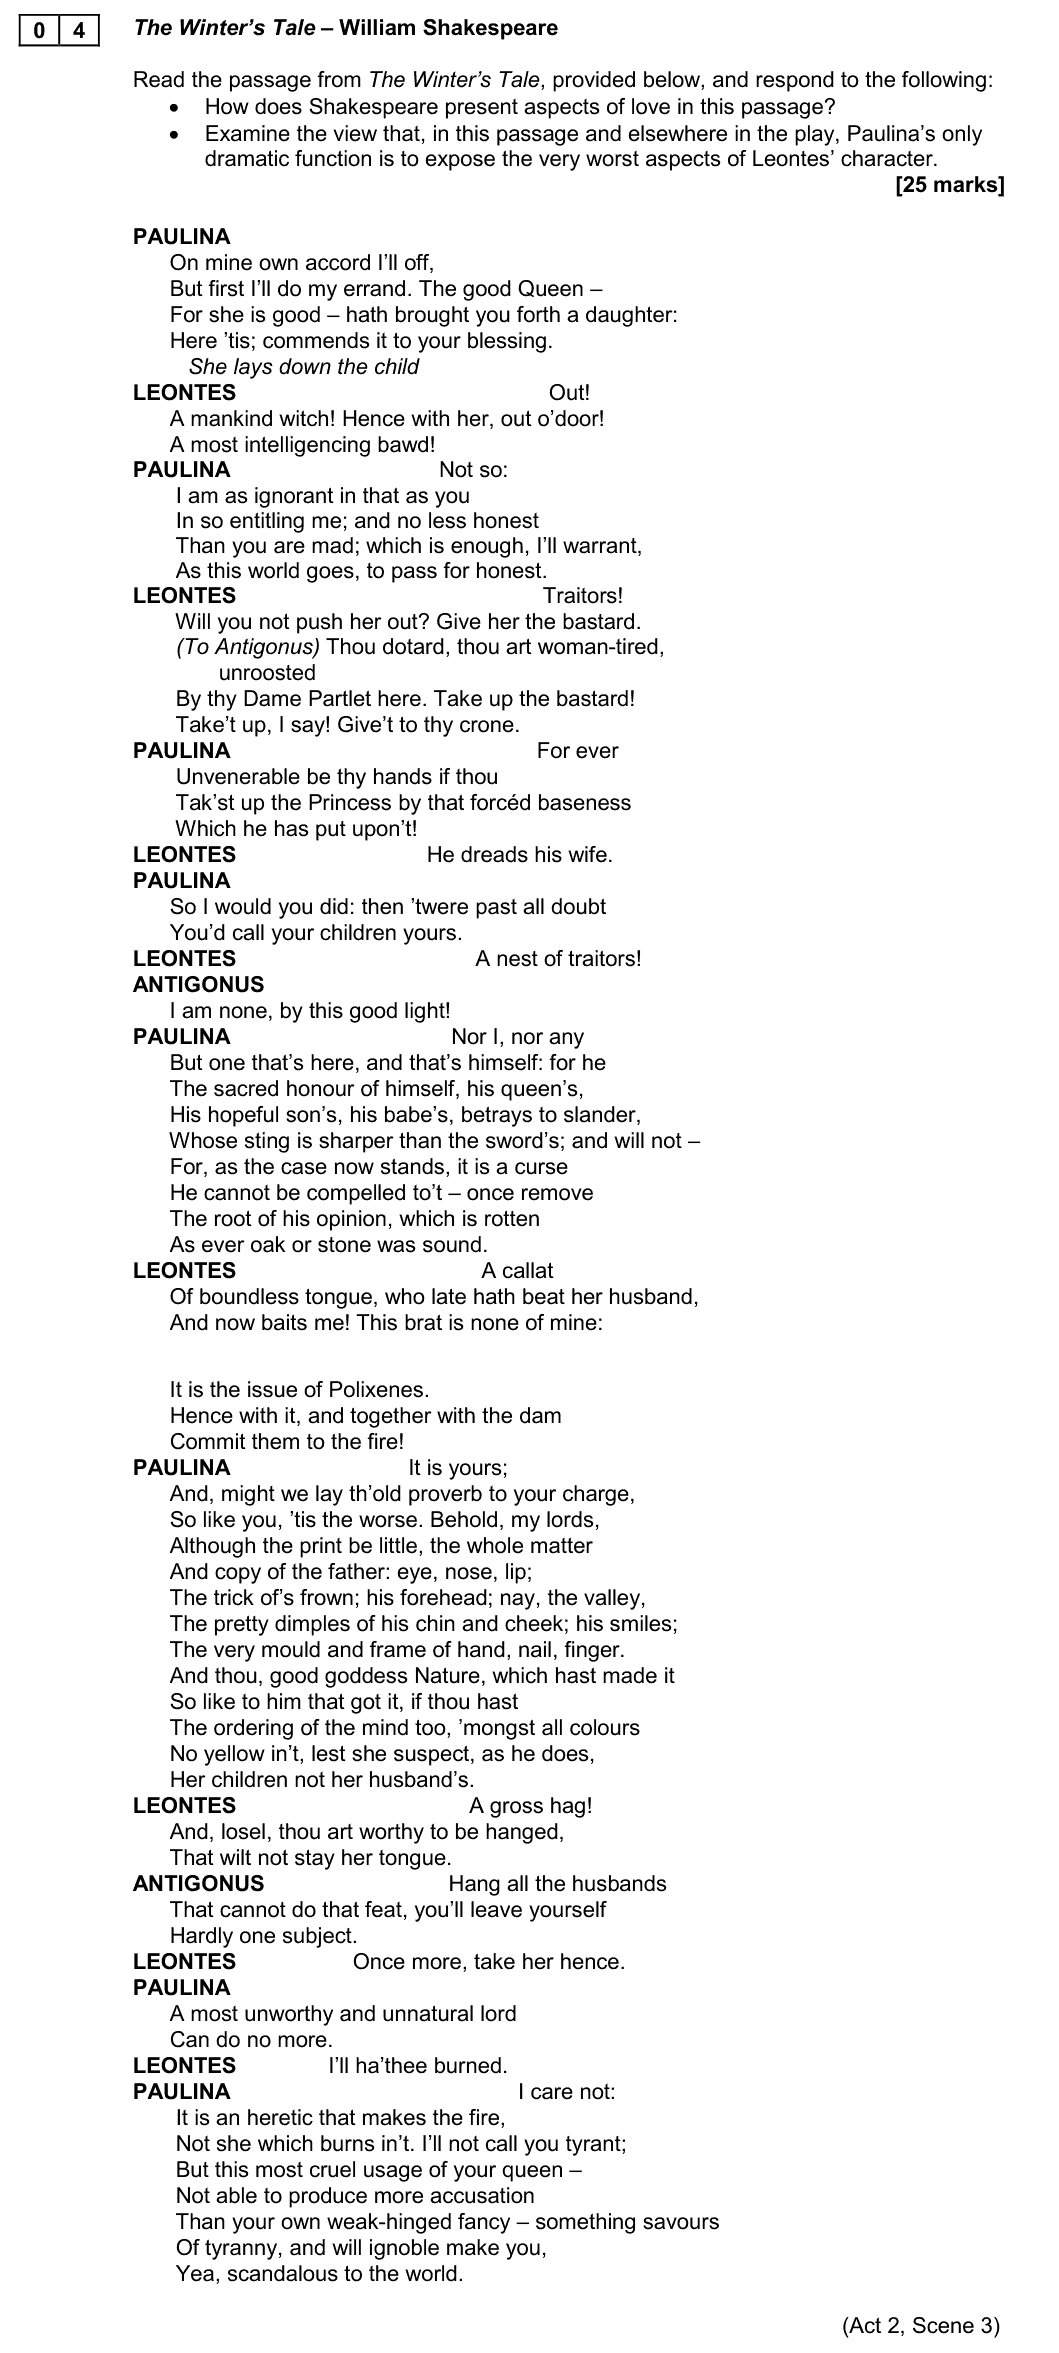 0 4 The Winter's Tale – William Shakespeare
Read the passage from The Winter's Tale, provided below, and respond to the following:
• How does Shakespeare present aspects of love in this passage?
• Examine the view that, in this passage and elsewhere in the play, Paulina's only
dramatic function is to expose the very worst aspects of Leontes' character.
[25 marks]
PAULINA
On mine own accord I'll off,
But first I'll do my errand. The good Queen –
For she is good – hath brought you forth a daughter:
Here 'tis; commends it to your blessing.
She lays down the child
LEONTES Out!
A mankind witch! Hence with her, out o'door!
A most intelligencing bawd!
PAULINA Not so:
I am as ignorant in that as you
In so entitling me; and no less honest
Than you are mad; which is enough, I'll warrant,
As this world goes, to pass for honest.
LEONTES Traitors!
Will you not push her out? Give her the bastard.
(To Antigonus) Thou dotard, thou art woman-tired,
unroosted
By thy Dame Partlet here. Take up the bastard!
Take't up, I say! Give't to thy crone.
PAULINA For ever
Unvenerable be thy hands if thou
Tak'st up the Princess by that forcéd baseness
Which he has put upon't!
LEONTES He dreads his wife.
PAULINA
So I would you did: then 'twere past all doubt
You'd call your children yours.
LEONTES A nest of traitors!
ANTIGONUS
I am none, by this good light!
PAULINA Nor I, nor any
But one that's here, and that's himself: for he
The sacred honour of himself, his queen's,
His hopeful son's, his babe's, betrays to slander,
Whose sting is sharper than the sword's; and will not –
For, as the case now stands, it is a curse
He cannot be compelled to't – once remove
The root of his opinion, which is rotten
As ever oak or stone was sound.
LEONTES A callat
Of boundless tongue, who late hath beat her husband,
And now baits me! This brat is none of mine:
It is the issue of Polixenes.
Hence with it, and together with the dam
Commit them to the fire!
PAULINA It is yours;
And, might we lay th'old proverb to your charge,
So like you, 'tis the worse. Behold, my lords,
Although the print be little, the whole matter
And copy of the father: eye, nose, lip;
The trick of's frown; his forehead; nay, the valley,
The pretty dimples of his chin and cheek; his smiles;
The very mould and frame of hand, nail, finger.
And thou, good goddess Nature, which hast made it
So like to him that got it, if thou hast
The ordering of the mind too, 'mongst all colours
No yellow in't, lest she suspect, as he does,
Her children not her husband's.
LEONTES A gross hag!
And, losel, thou art worthy to be hanged,
That wilt not stay her tongue.
ANTIGONUS Hang all the husbands
That cannot do that feat, you'll leave yourself
Hardly one subject.
LEONTES Once more, take her hence.
PAULINA
A most unworthy and unnatural lord
Can do no more.
LEONTES I'll ha'thee burned.
PAULINA I care not:
It is an heretic that makes the fire,
Not she which burns in't. I'll not call you tyrant;
But this most cruel usage of your queen –
Not able to produce more accusation
Than your own weak-hinged fancy – something savours
Of tyranny, and will ignoble make you,
Yea, scandalous to the world.
(Act 2, Scene 3)